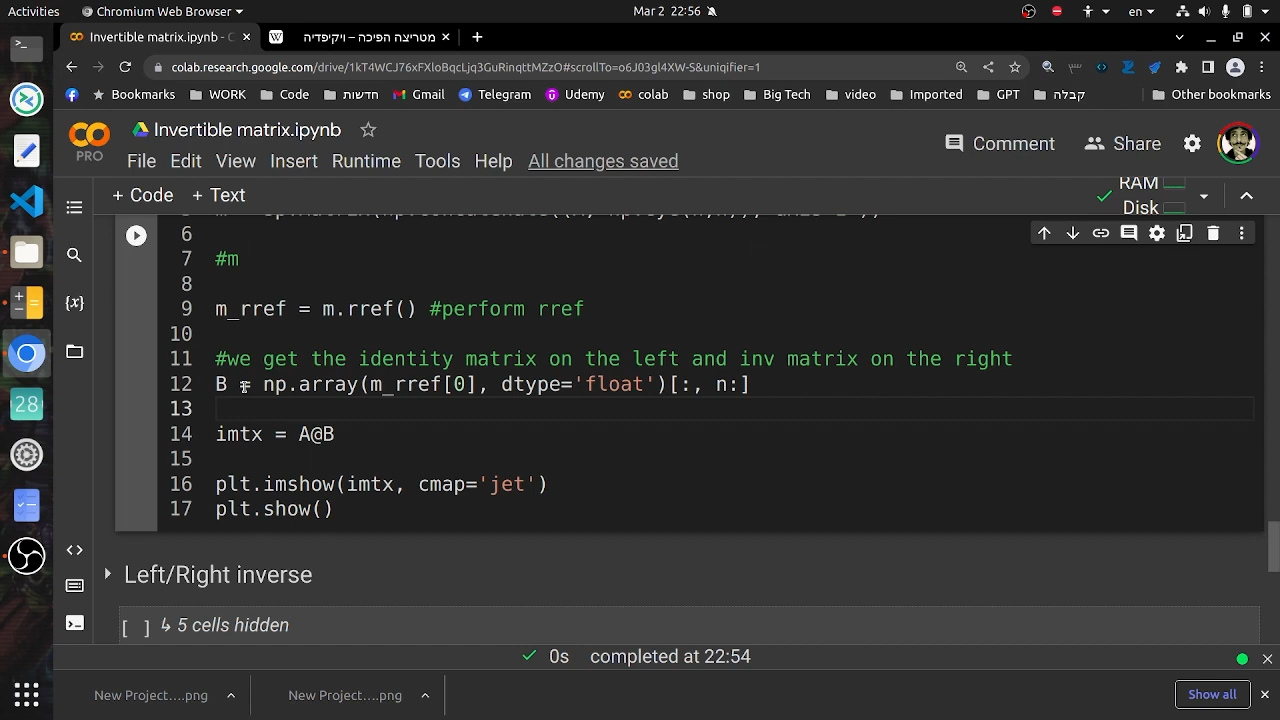 Activities
Chromium Web Browser
Mar 2 22:56
en
Invertible matrix.ipynb - C
מטריצה הפיכה – ויקיפדיה
colab.research.google.com/drive/1kT4WCJ76xFXloBqcLjq3GuRinqttMZzO#scrollTo=o6J03gl4XW-S&uniqifier=1
Bookmarks
WORK
Code
חדשות
Gmail
Telegram
Udemy
colab
shop
Big Tech
video
Imported
GPT
קבלה
Other bookmarks
CO
PRO
Invertible matrix.ipynb
Comment
Share
File Edit View Insert Runtime Tools Help All changes saved
+ Code + Text
RAM
Disk
6
7 #m
8
9 m_rref = m.rref() #perform rref
10
11 #we get the identity matrix on the left and inv matrix on the right
12 B = np.array(m_rref[0], dtype='float')[:, n:]
13
14 imtx = A@B
15
16 plt.imshow(imtx, cmap='jet')
17 plt.show()
Left/Right inverse
[ ] ↳ 5 cells hidden
0s completed at 22:54
New Project....png
New Project....png
Show all
28
{x}